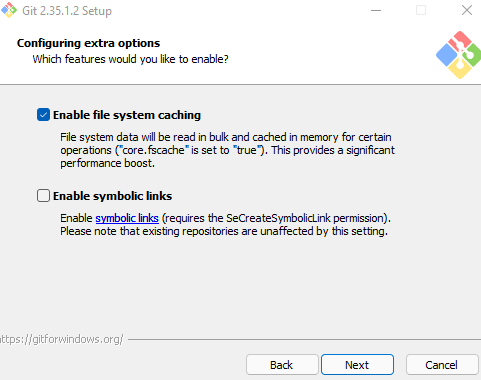 Git 2.35.1.2 Setup
Configuring extra options
Which features would you like to enable?
Enable file system caching
File system data will be read in bulk and cached in memory for certain
operations ("core.fscache" is set to "true"). This provides a significant
performance boost.
Enable symbolic links
Enable symbolic links (requires the SeCreateSymbolicLink permission).
Please note that existing repositories are unaffected by this setting.
https://gitforwindows.org/
Back Next Cancel